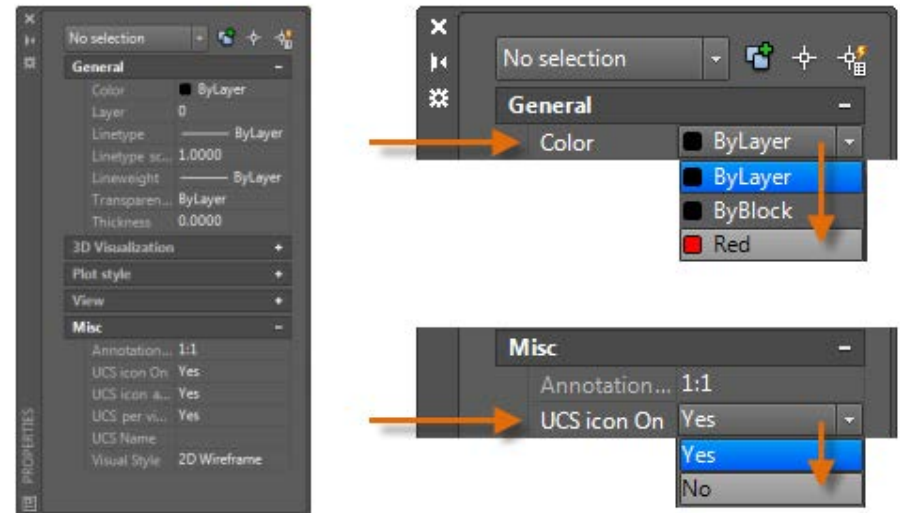 No selection
General
Color ByLayer
Layer 0
Linetype ByLayer
Linetype sc... 1.0000
Lineweight ByLayer
Transparen... ByLayer
Thickness 0.0000
3D Visualization
Plot style
View
Misc
Annotation... 1:1
UCS icon On Yes
UCS icon a... Yes
UCS per vi... Yes
UCS Name
Visual Style 2D Wireframe
PROPERTIES
No selection
General
Color ByLayer
ByLayer
ByBlock
Red
Misc
Annotation... 1:1
UCS icon On Yes
Yes
No